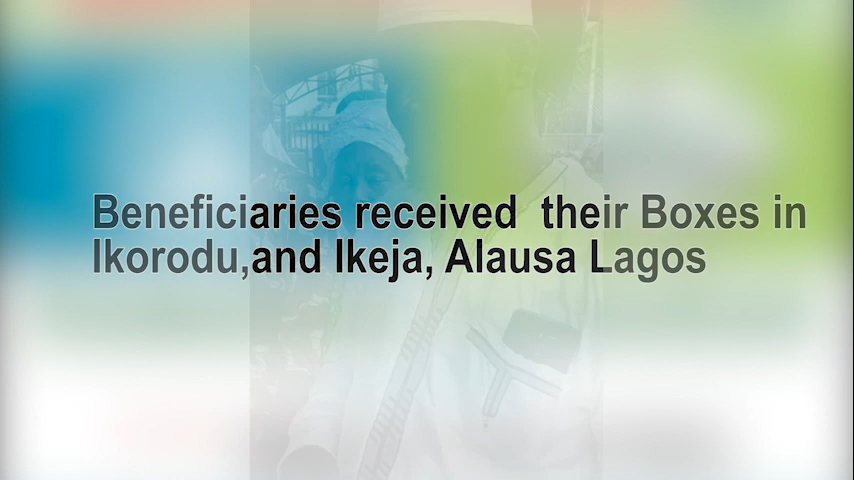 Beneficiaries received  their Boxes in
Ikorodu,and Ikeja, Alausa Lagos